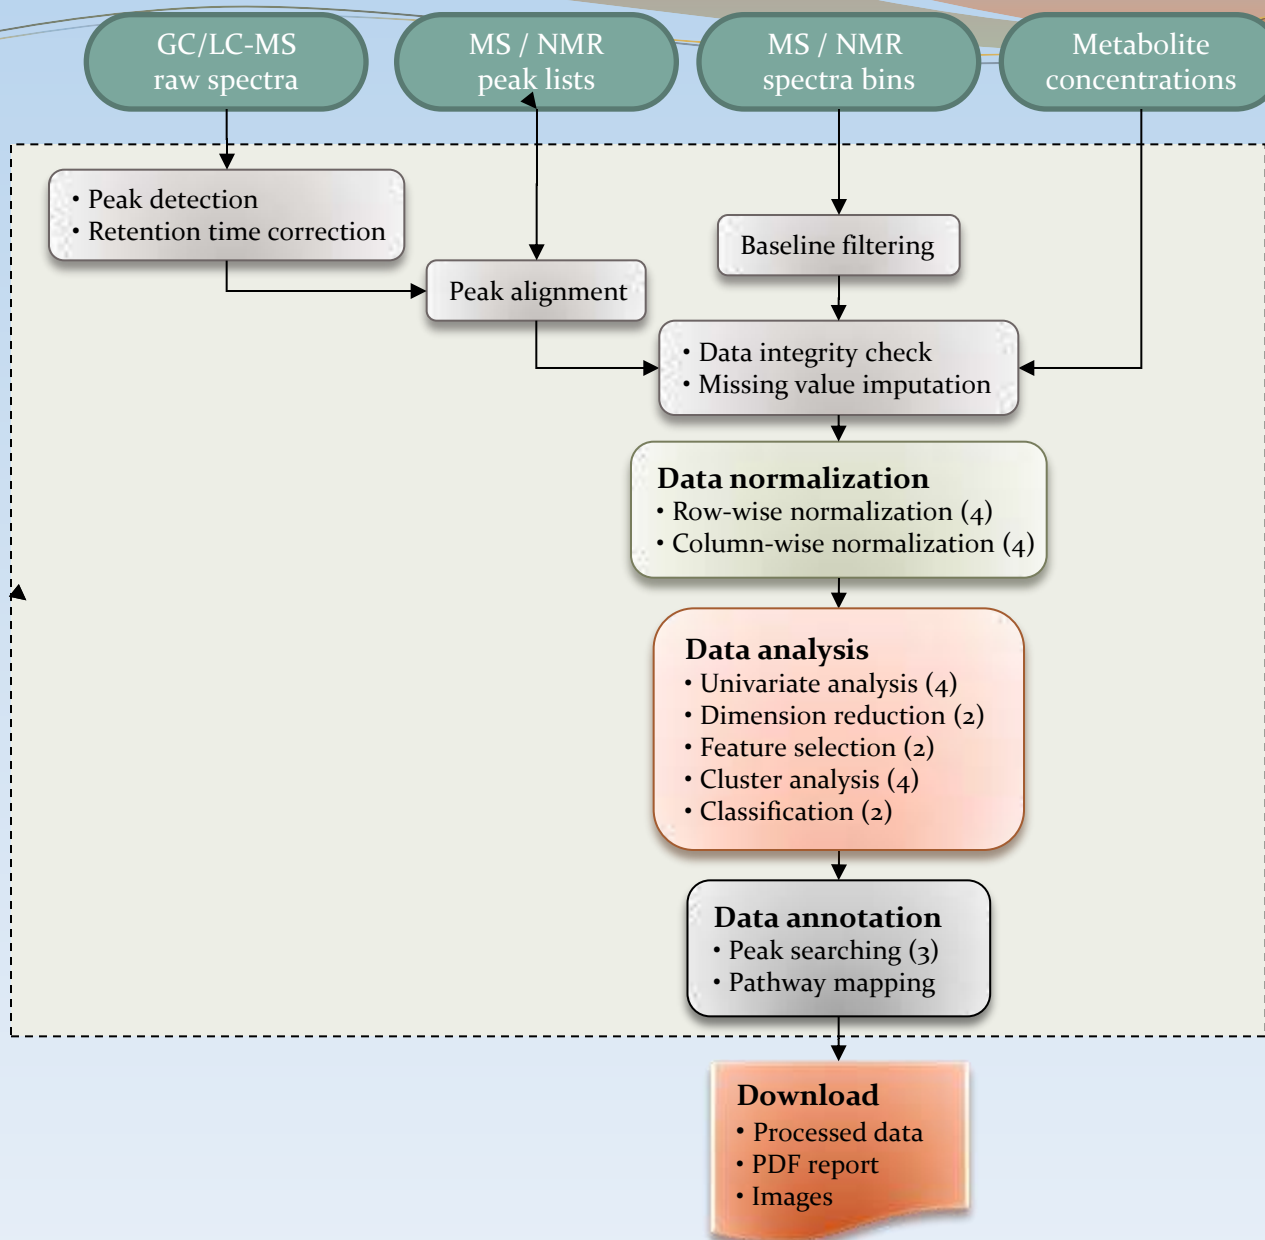 GC/LC-MS
raw spectra
MS / NMR
peak lists
MS / NMR
spectra bins
Metabolite
concentrations
• Peak detection
• Retention time correction
Baseline filtering
Peak alignment
• Data integrity check
• Missing value imputation
Data normalization
• Row-wise normalization (4)
• Column-wise normalization (4)
Data analysis
• Univariate analysis (4)
• Dimension reduction (2)
• Feature selection (2)
• Cluster analysis (4)
• Classification (2)
Data annotation
• Peak searching (3)
• Pathway mapping
Download
• Processed data
• PDF report
• Images